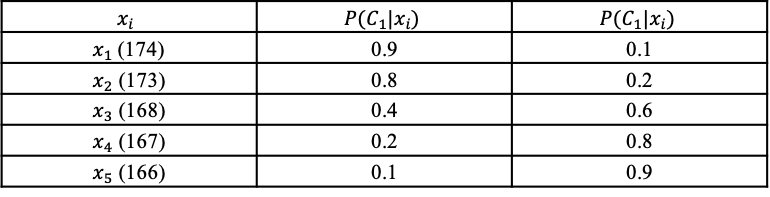 x_i P(C_1|x_i) P(C_1|x_i)
x_1 (174) 0.9 0.1
x_2 (173) 0.8 0.2
x_3 (168) 0.4 0.6
x_4 (167) 0.2 0.8
x_5 (166) 0.1 0.9